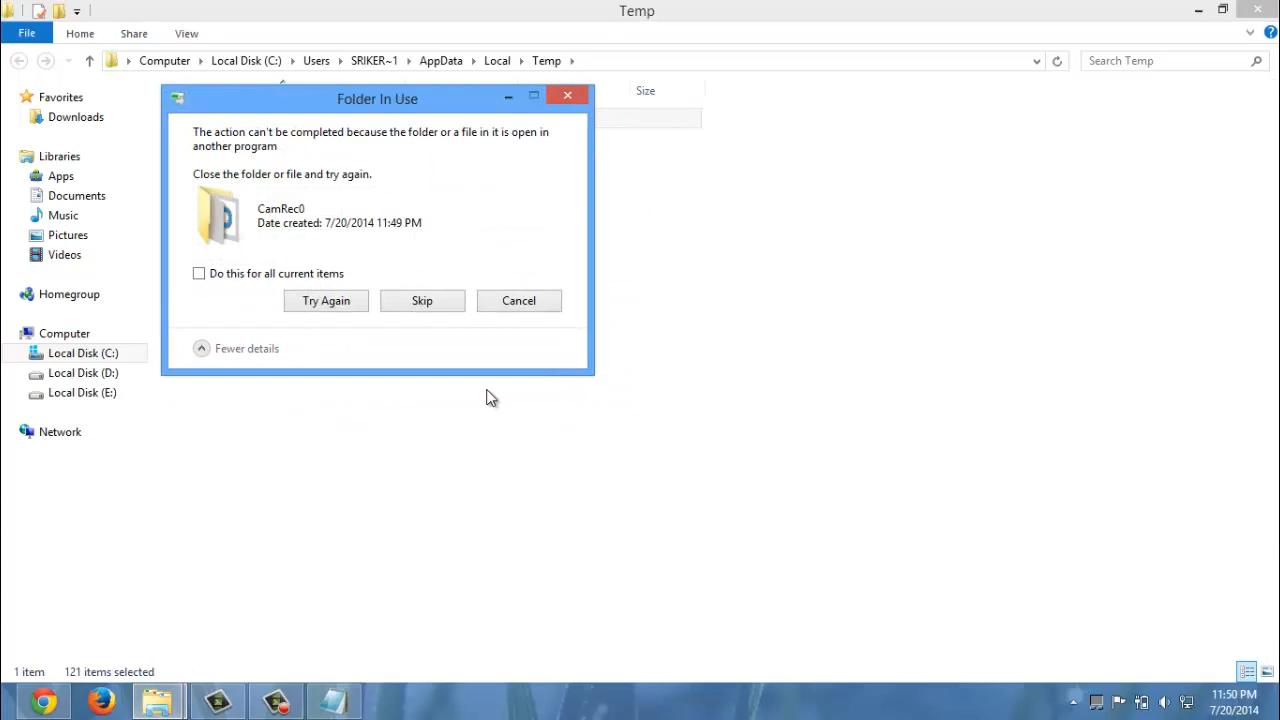 Temp
File
Home
Share
View
Computer
Local Disk (C:)
Users
SRIKER~1
AppData
Local
Temp
Search Temp
Favorites
Downloads
Libraries
Apps
Documents
Music
Pictures
Videos
Homegroup
Computer
Local Disk (C:)
Local Disk (D:)
Local Disk (E:)
Network
Size
Folder In Use
The action can't be completed because the folder or a file in it is open in
another program
Close the folder or file and try again.
CamRec0
Date created: 7/20/2014 11:49 PM
Do this for all current items
Try Again
Skip
Cancel
Fewer details
1 item
121 items selected
11:50 PM
7/20/2014